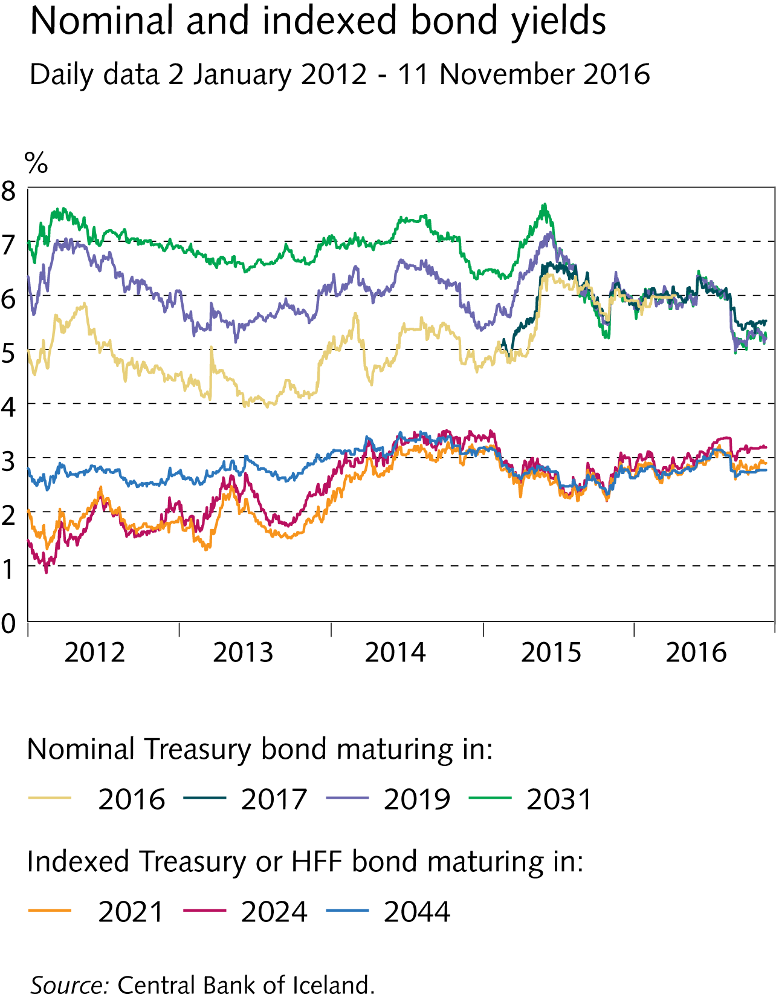 Nominal and indexed bond yields
Daily data 2 January 2012 - 11 November 2016
%
8
7
6
5
4
3
2
1
0
2012 2013 2014 2015 2016
Nominal Treasury bond maturing in:
2016 2017 2019 2031
Indexed Treasury or HFF bond maturing in:
2021 2024 2044
Source: Central Bank of Iceland.